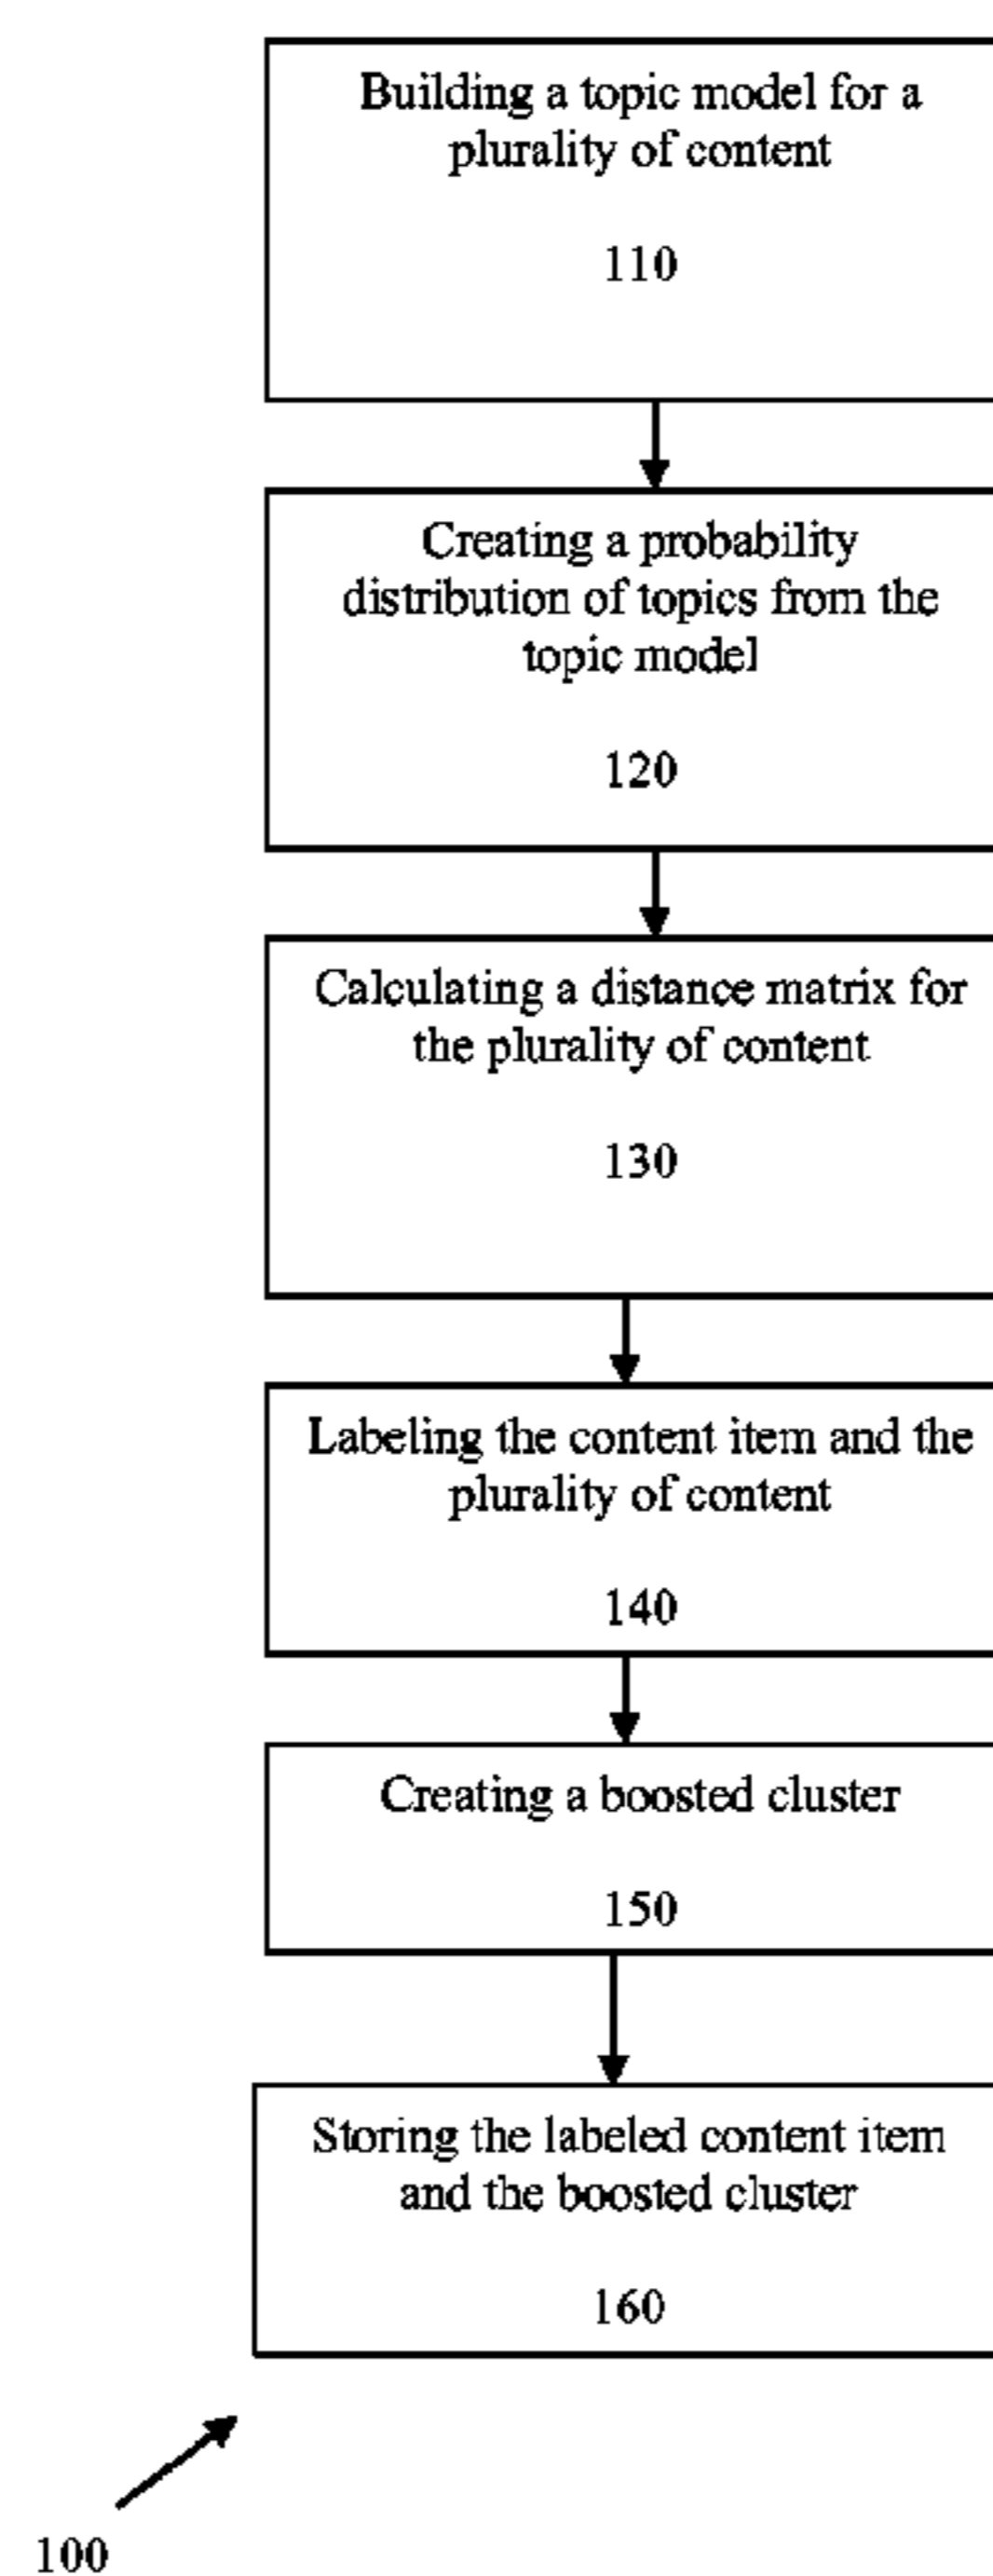 Building a topic model for a
plurality of content
110
Creating a probability
distribution of topics from the
topic model
120
Calculating a distance matrix for
the plurality of content
130
Labeling the content item and the
plurality of content
140
Creating a boosted cluster
150
Storing the labeled content item
and the boosted cluster
160
100